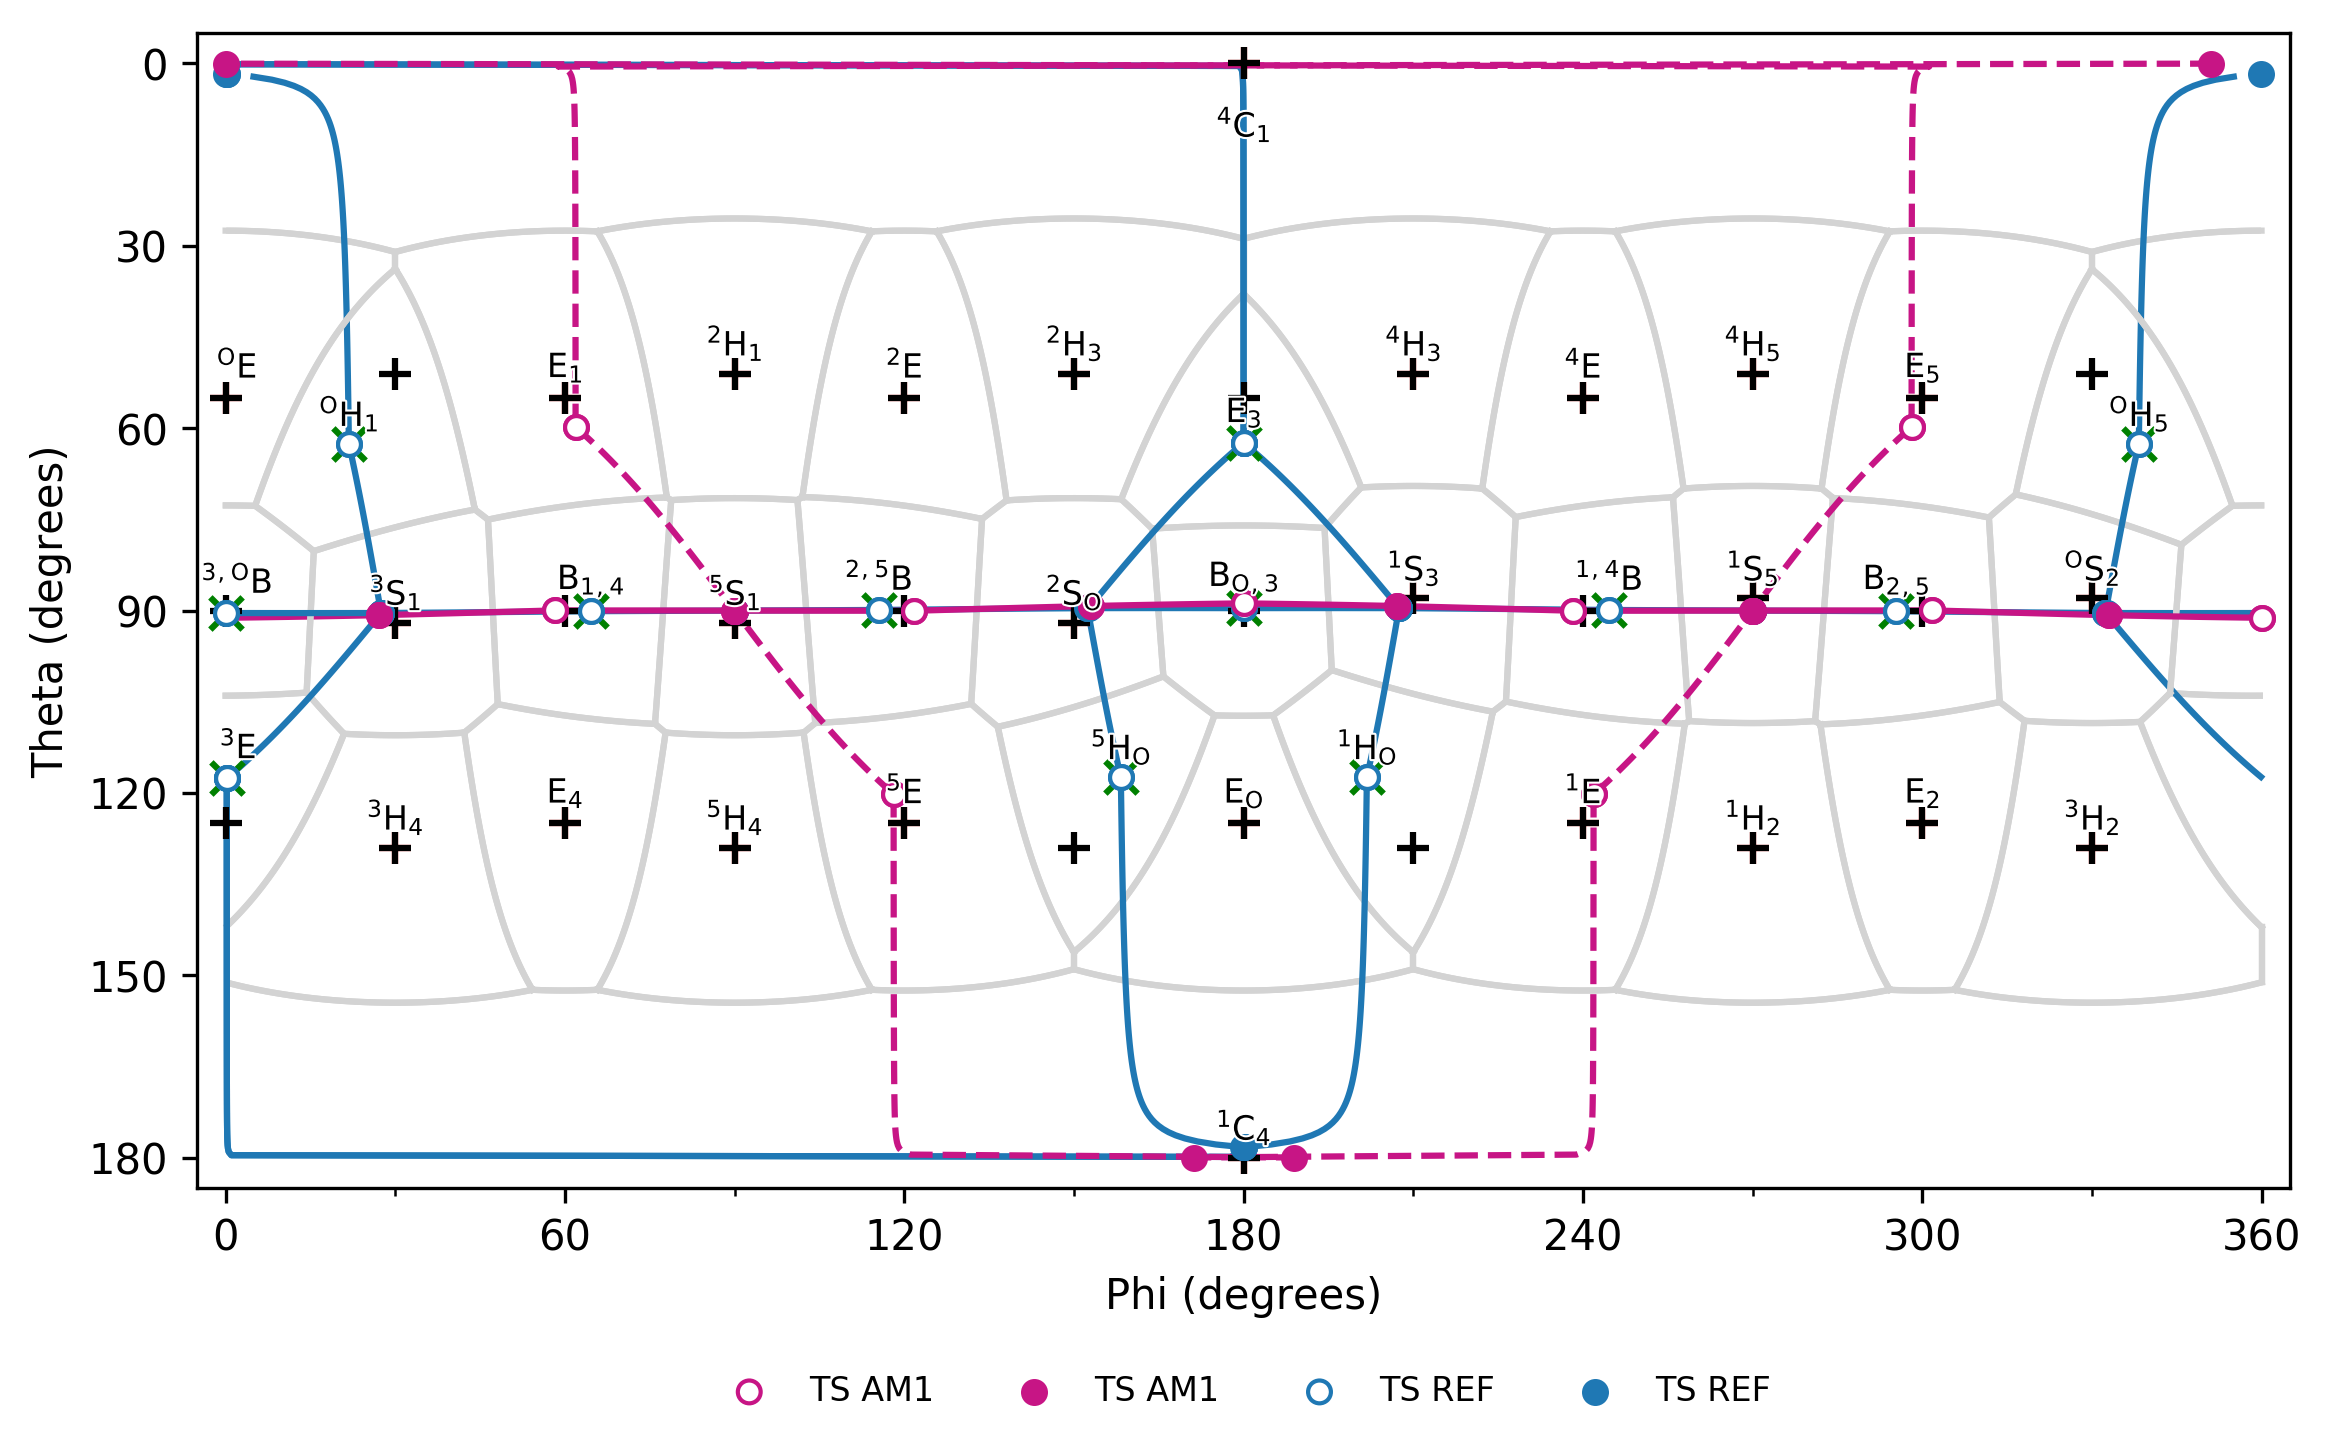 0
⁴C₁
30
²H₁ ²H₃ ⁴H₃ ⁴H₅
ᴼE E₁ ²E ⁴E E₅
60
ᴼH₁ E₃ ᴼH₅
³,ᴼB ³S₁ B₁,₄ ⁵S₁ ²,⁵B ²Sₒ Bₒ,₃ ¹S₃ ¹,⁴B ¹S₅ B₂,₅ ᴼS₂
90
³E ⁵Hₒ ¹Hₒ
120
³H₄ E₄ ⁵H₄ ⁵E Eₒ ¹E ¹H₂ E₂ ³H₂
150
¹C₄
180
Theta (degrees)
0 60 120 180 240 300 360
Phi (degrees)
TS AM1 TS AM1 TS REF TS REF